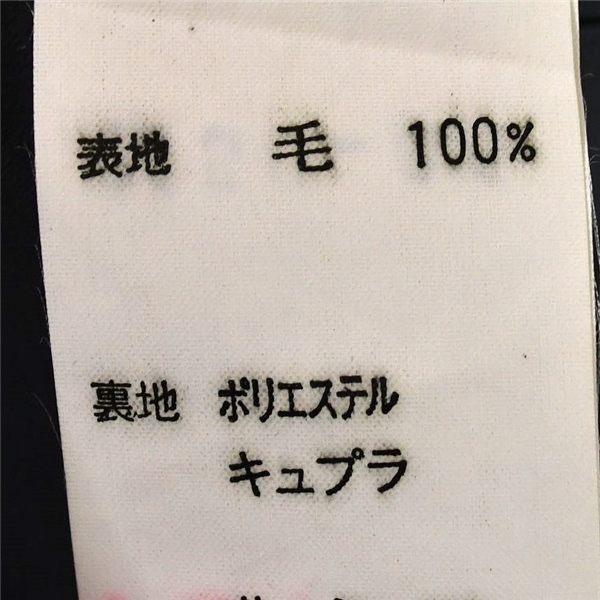 表地 毛 100%
裏地 ポリエステル
キュプラ